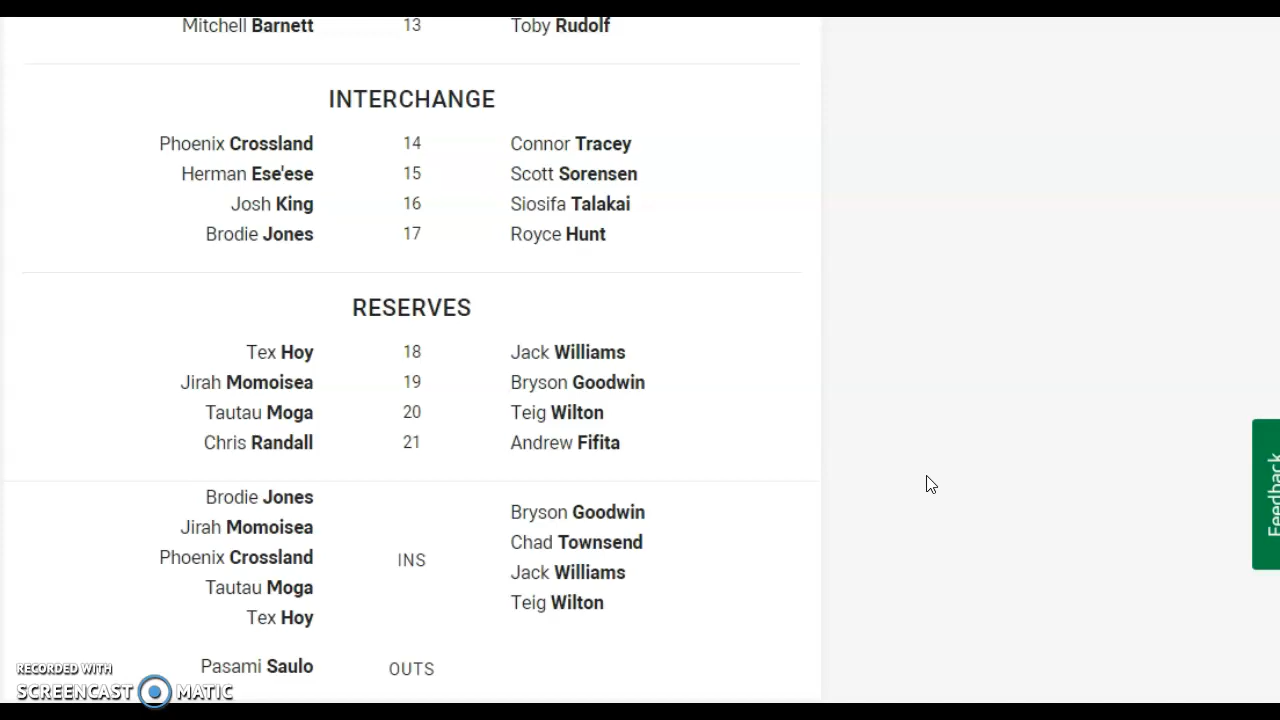 Mitchell Barnett 13 Toby Rudolf
INTERCHANGE
Phoenix Crossland 14 Connor Tracey
Herman Ese'ese 15 Scott Sorensen
Josh King 16 Siosifa Talakai
Brodie Jones 17 Royce Hunt
RESERVES
Tex Hoy 18 Jack Williams
Jirah Momoisea 19 Bryson Goodwin
Tautau Moga 20 Teig Wilton
Chris Randall 21 Andrew Fifita
Brodie Jones
Jirah Momoisea
Phoenix Crossland
Tautau Moga
Tex Hoy
INS
Bryson Goodwin
Chad Townsend
Jack Williams
Teig Wilton
Pasami Saulo OUTS
Feedback
RECORDED WITH
SCREENCAST MATIC